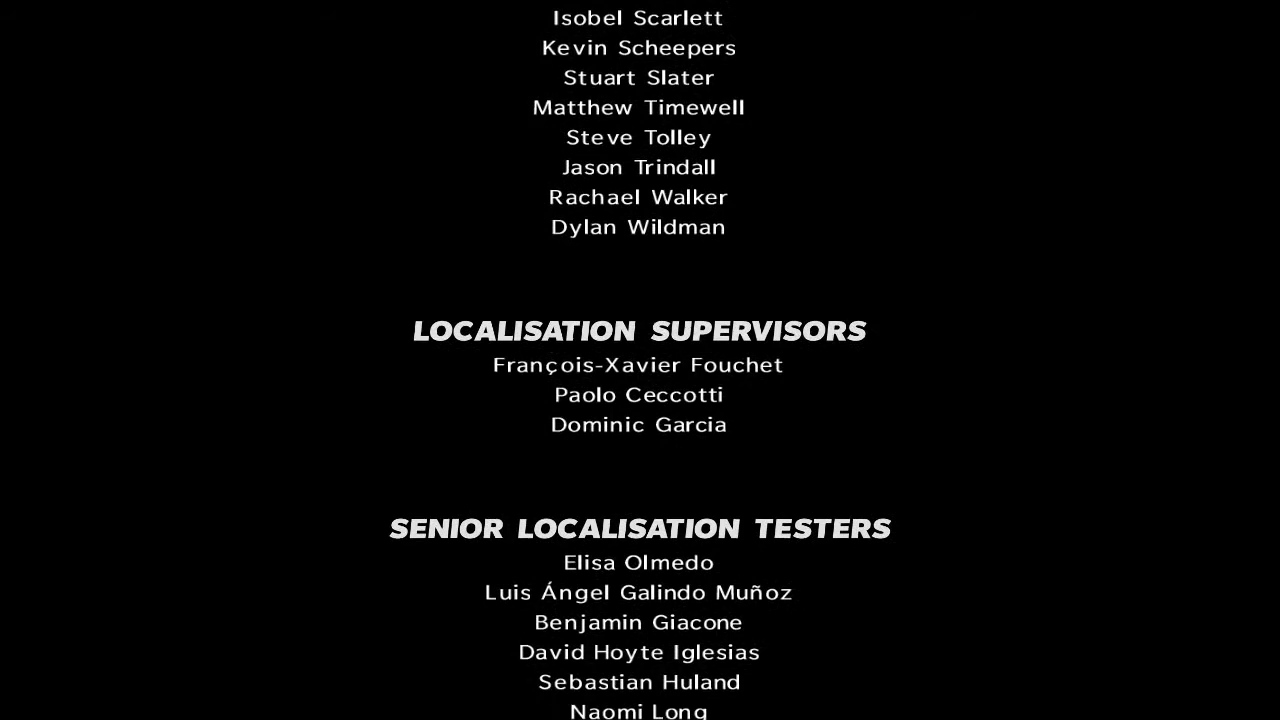 Isobel Scarlett
Kevin Scheepers
Stuart Slater
Matthew Timewell
Steve Tolley
Jason Trindall
Rachael Walker
Dylan Wildman
LOCALISATION SUPERVISORS
François-Xavier Fouchet
Paolo Ceccotti
Dominic Garcia
SENIOR LOCALISATION TESTERS
Elisa Olmedo
Luis Ángel Galindo Muñoz
Benjamin Giacone
David Hoyte Iglesias
Sebastian Huland
Naomi Long